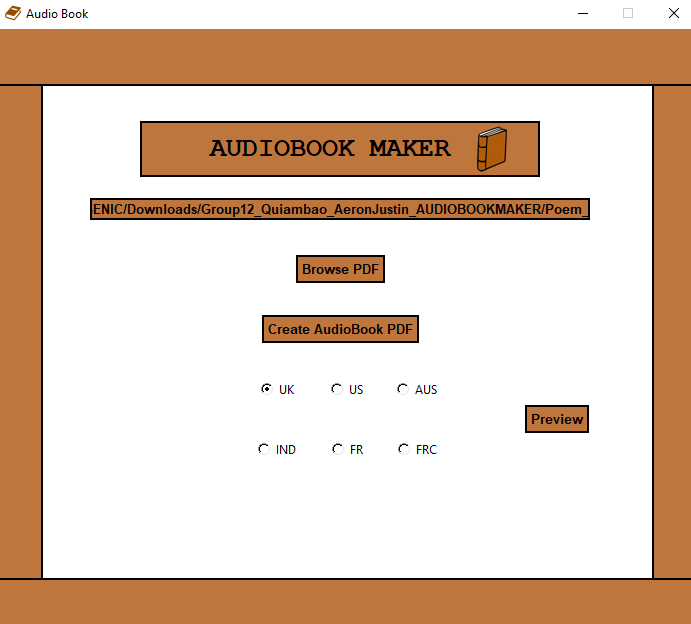 Audio Book
AUDIOBOOK MAKER
ENIC/Downloads/Group12_Quiambao_AeronJustin_AUDIOBOOKMAKER/Poem_
Browse PDF
Create AudioBook PDF
UK US AUS
Preview
IND FR FRC